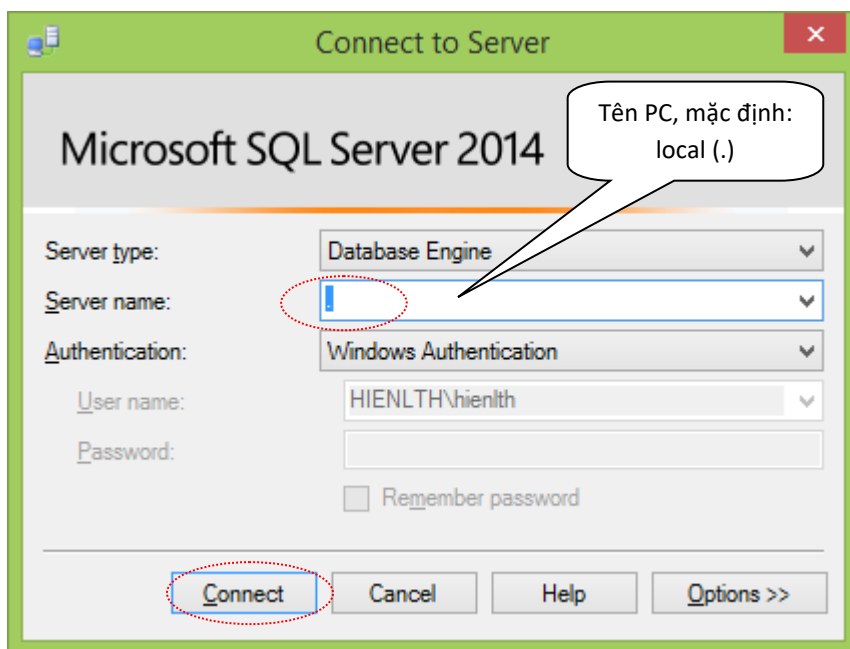 Connect to Server
Tên PC, mặc định:
local (.)
Microsoft SQL Server 2014
Server type:
Database Engine
Server name:
.
Authentication:
Windows Authentication
User name:
HIENLTH\hienlth
Password:
Remember password
Connect
Cancel
Help
Options >>